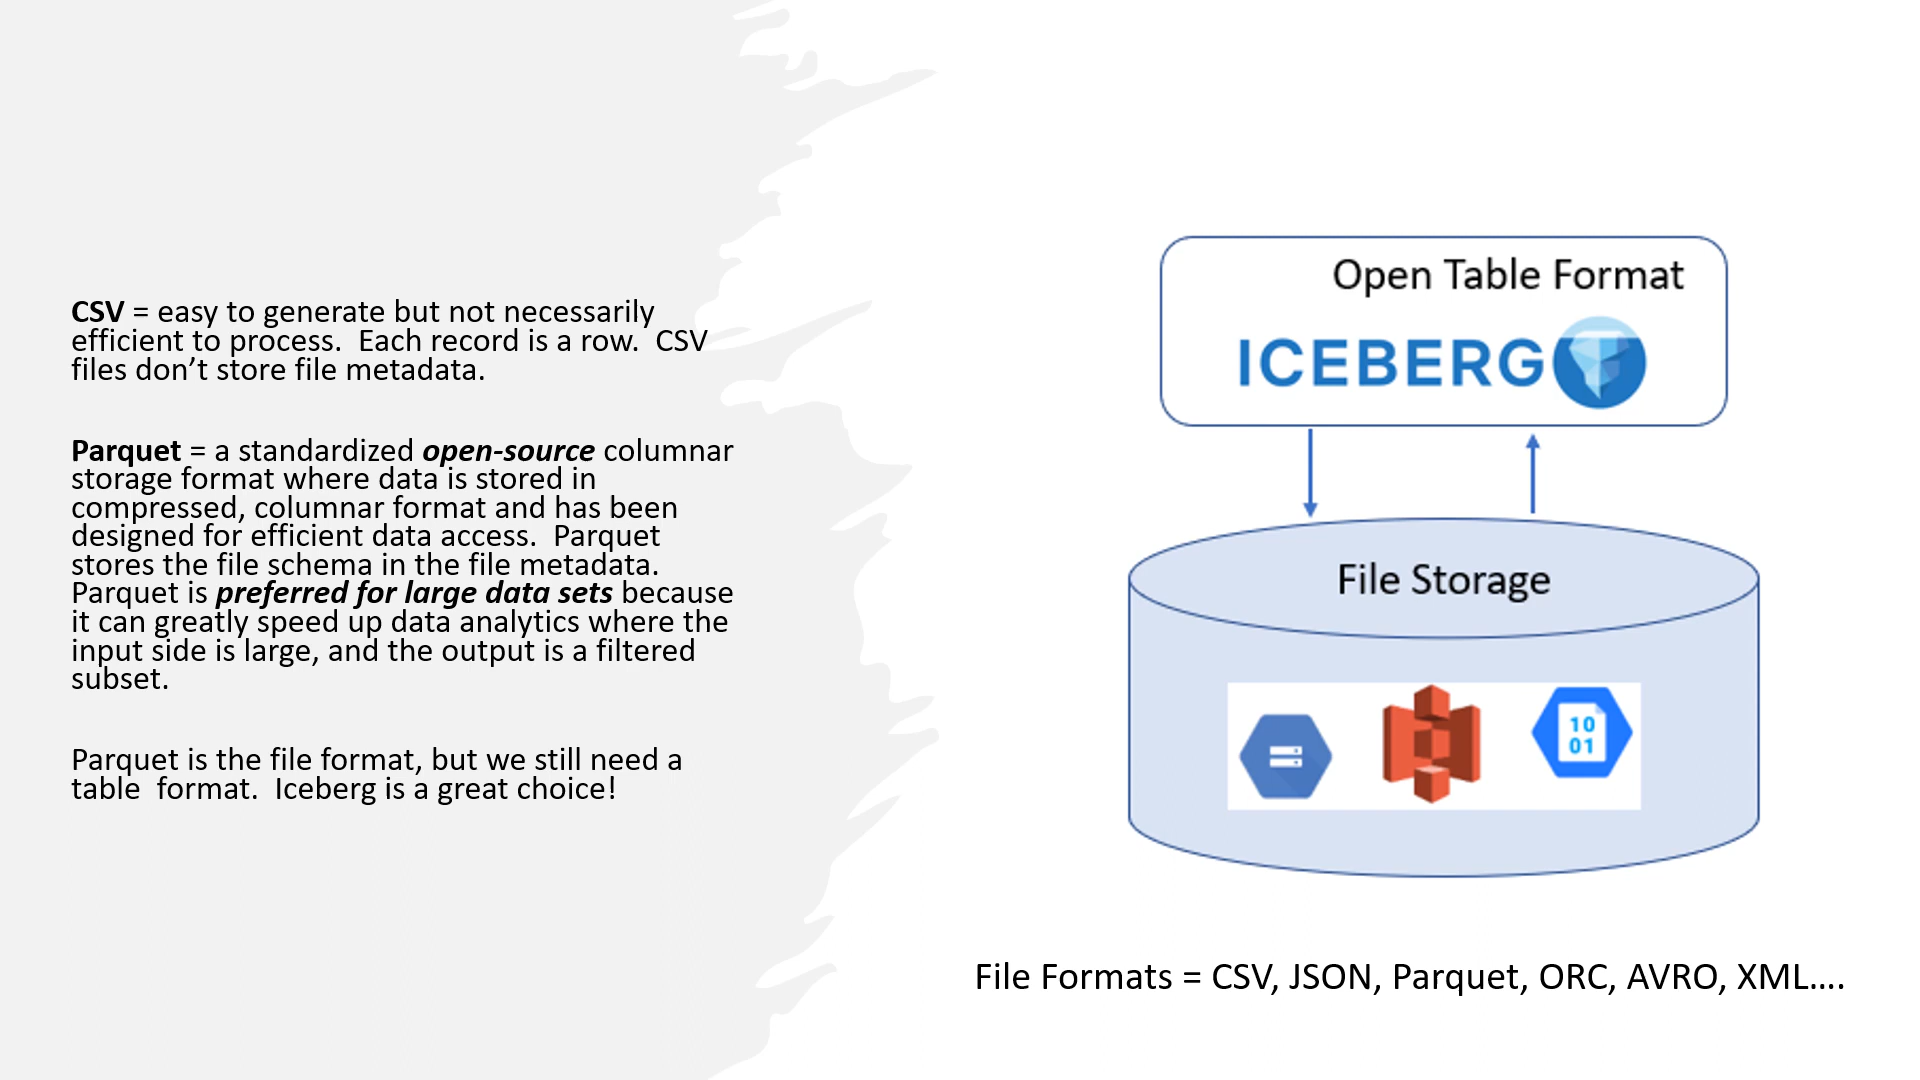 CSV = easy to generate but not necessarily
efficient to process.  Each record is a row.  CSV
files don’t store file metadata.
Parquet = a standardized open-source columnar
storage format where data is stored in
compressed, columnar format and has been
designed for efficient data access.  Parquet
stores the file schema in the file metadata.
Parquet is preferred for large data sets because
it can greatly speed up data analytics where the
input side is large, and the output is a filtered
subset.
Parquet is the file format, but we still need a
table  format.  Iceberg is a great choice!
Open Table Format
ICEBERG
File Storage
10
01
File Formats = CSV, JSON, Parquet, ORC, AVRO, XML....